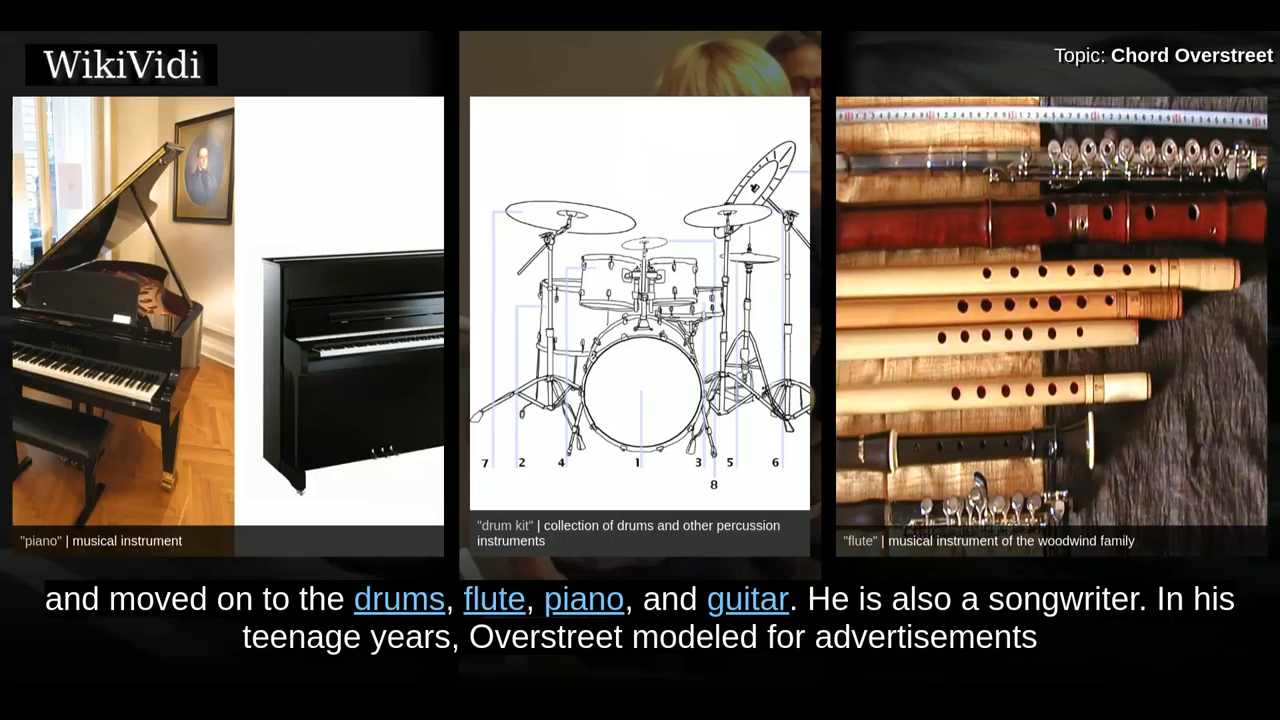 WikiVidi
Topic: Chord Overstreet
7 2 4 1 3 5 6
8
"piano" | musical instrument
"drum kit" | collection of drums and other percussion
instruments
"flute" | musical instrument of the woodwind family
and moved on to the drums, flute, piano, and guitar. He is also a songwriter. In his
teenage years, Overstreet modeled for advertisements